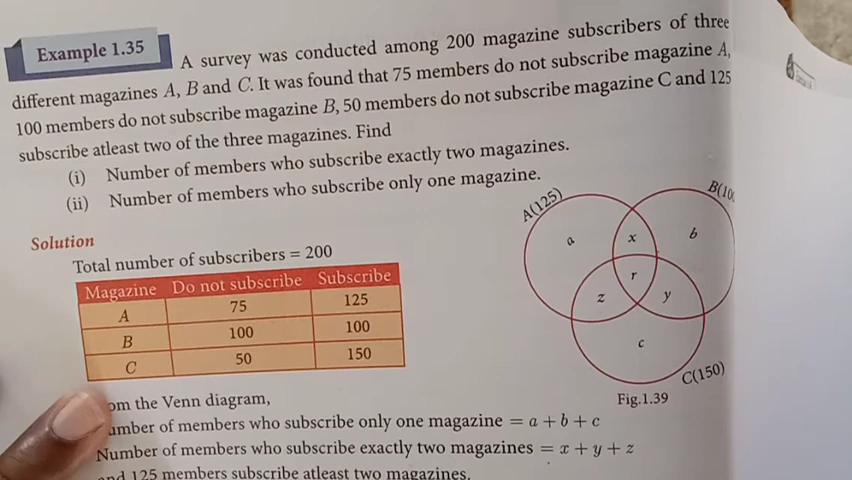 Example 1.35
A survey was conducted among 200 magazine subscribers of three
different magazines A, B and C. It was found that 75 members do not subscribe magazine A,
100 members do not subscribe magazine B, 50 members do not subscribe magazine C and 125
subscribe atleast two of the three magazines. Find
(i) Number of members who subscribe exactly two magazines.
(ii) Number of members who subscribe only one magazine.
Solution
Total number of subscribers = 200
Magazine Do not subscribe Subscribe
A 75 125
B 100 100
C 50 150
A(125)
B(100
a
x
b
r
z
y
c
C(150)
Fig.1.39
om the Venn diagram,
umber of members who subscribe only one magazine = a + b + c
Number of members who subscribe exactly two magazines = x + y + z
and 125 members subscribe atleast two magazines.